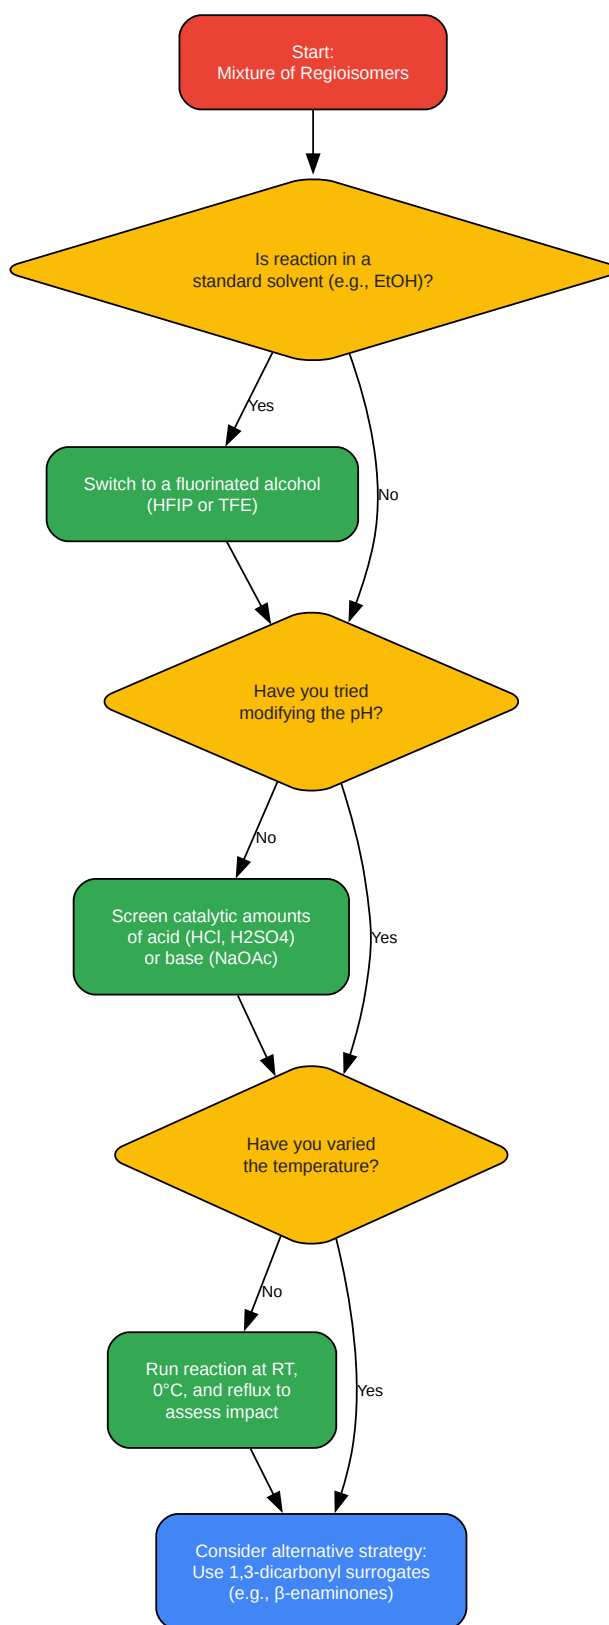 Start:
Mixture of Regioisomers
Is reaction in a
standard solvent (e.g., EtOH)?
Yes
No
Switch to a fluorinated alcohol
(HFIP or TFE)
Have you tried
modifying the pH?
No
Yes
Screen catalytic amounts
of acid (HCl, H2SO4)
or base (NaOAc)
Have you varied
the temperature?
No
Yes
Run reaction at RT,
0°C, and reflux to
assess impact
Consider alternative strategy:
Use 1,3-dicarbonyl surrogates
(e.g., β-enaminones)